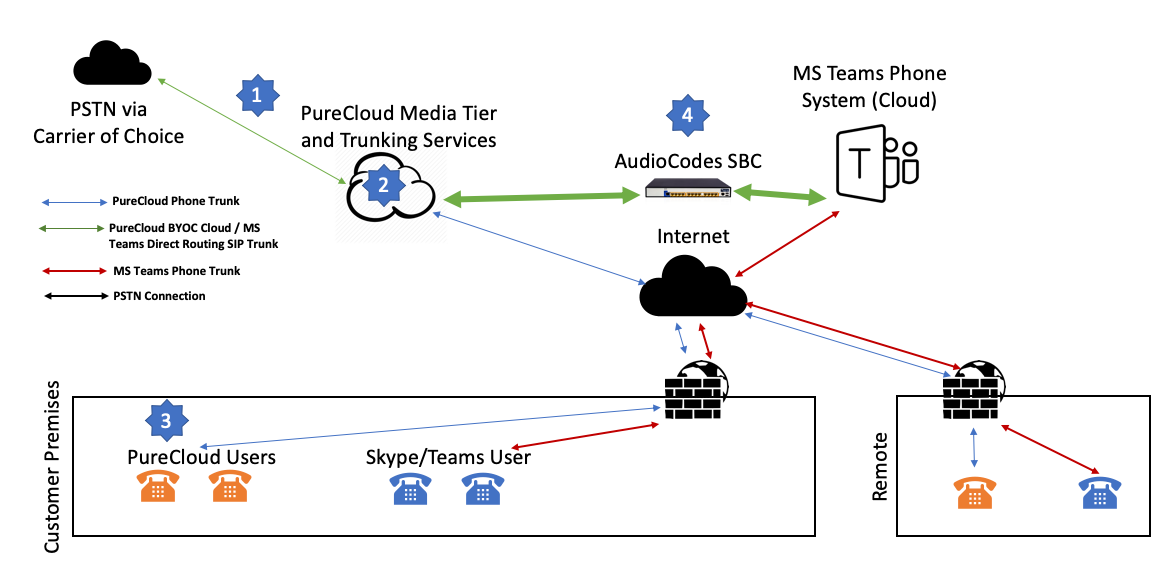 1
PSTN via
Carrier of Choice
PureCloud Media Tier
and Trunking Services
2
4
AudioCodes SBC
MS Teams Phone
System (Cloud)
T
PureCloud Phone Trunk
PureCloud BYOC Cloud / MS
Teams Direct Routing SIP Trunk
MS Teams Phone Trunk
PSTN Connection
Internet
Customer Premises
3
PureCloud Users
Skype/Teams User
Remote